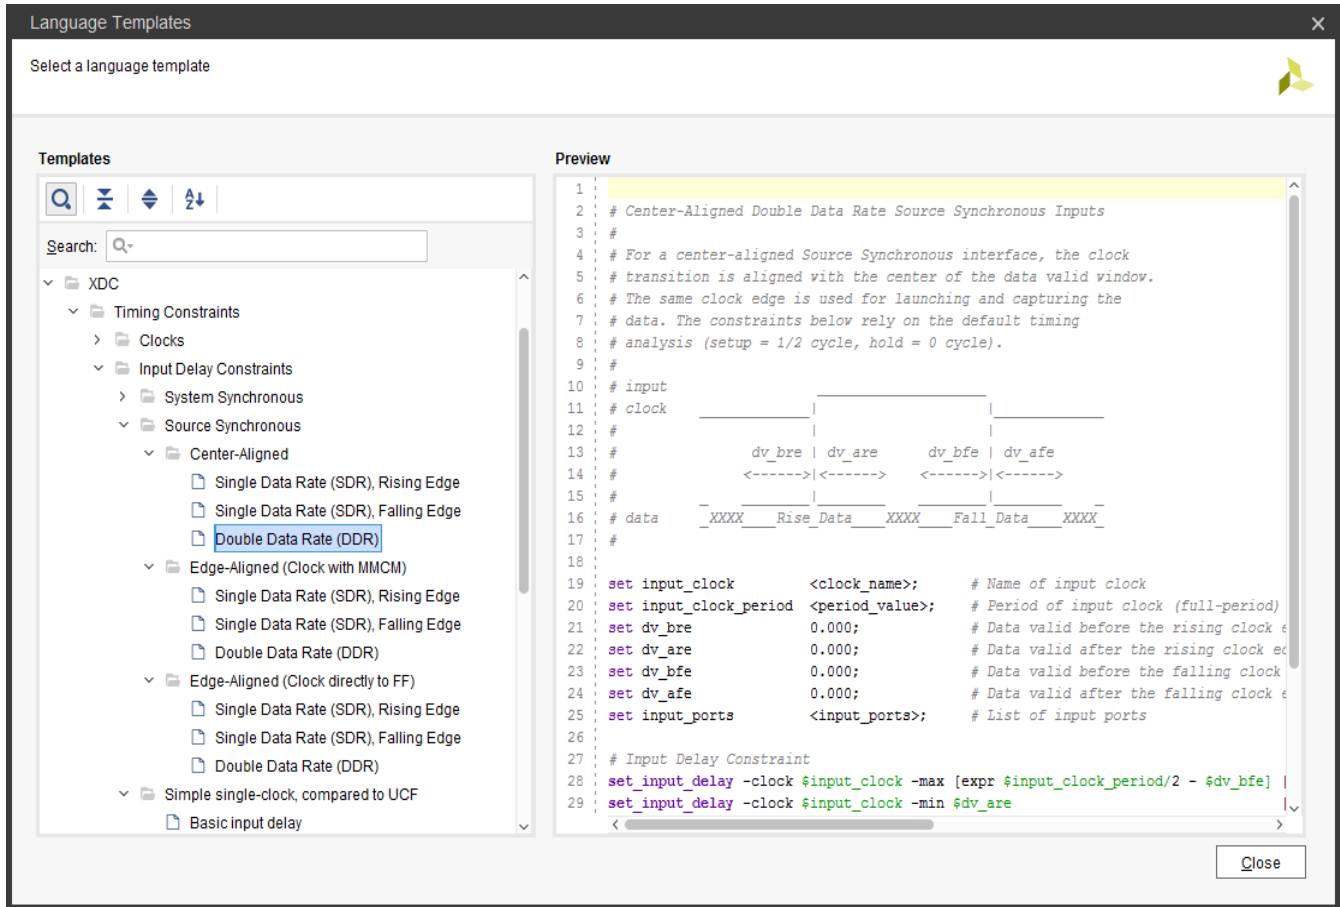 Language Templates
Select a language template
Templates
Search:
XDC
Timing Constraints
Clocks
Input Delay Constraints
System Synchronous
Source Synchronous
Center-Aligned
Single Data Rate (SDR), Rising Edge
Single Data Rate (SDR), Falling Edge
Double Data Rate (DDR)
Edge-Aligned (Clock with MMCM)
Single Data Rate (SDR), Rising Edge
Single Data Rate (SDR), Falling Edge
Double Data Rate (DDR)
Edge-Aligned (Clock directly to FF)
Single Data Rate (SDR), Rising Edge
Single Data Rate (SDR), Falling Edge
Double Data Rate (DDR)
Simple single-clock, compared to UCF
Basic input delay
Preview
1
2 # Center-Aligned Double Data Rate Source Synchronous Inputs
3 #
4 # For a center-aligned Source Synchronous interface, the clock
5 # transition is aligned with the center of the data valid window.
6 # The same clock edge is used for launching and capturing the
7 # data. The constraints below rely on the default timing
8 # analysis (setup = 1/2 cycle, hold = 0 cycle).
9 #
10 # input
11 # clock ____________| |___________
12 # | |
13 # dv_bre | dv_are dv_bfe | dv_afe
14 # <------>|<------> <------>|<------>
15 # _ ________|________ ________|________ _
16 # data _XXXX____Rise_Data____XXXX____Fall_Data____XXXX_
17 #
18
19 set input_clock <clock_name>; # Name of input clock
20 set input_clock_period <period_value>; # Period of input clock (full-period)
21 set dv_bre 0.000; # Data valid before the rising clock e
22 set dv_are 0.000; # Data valid after the rising clock ed
23 set dv_bfe 0.000; # Data valid before the falling clock
24 set dv_afe 0.000; # Data valid after the falling clock e
25 set input_ports <input_ports>; # List of input ports
26
27 # Input Delay Constraint
28 set_input_delay -clock $input_clock -max [expr $input_clock_period/2 - $dv_bfe] [
29 set_input_delay -clock $input_clock -min $dv_are [
Close